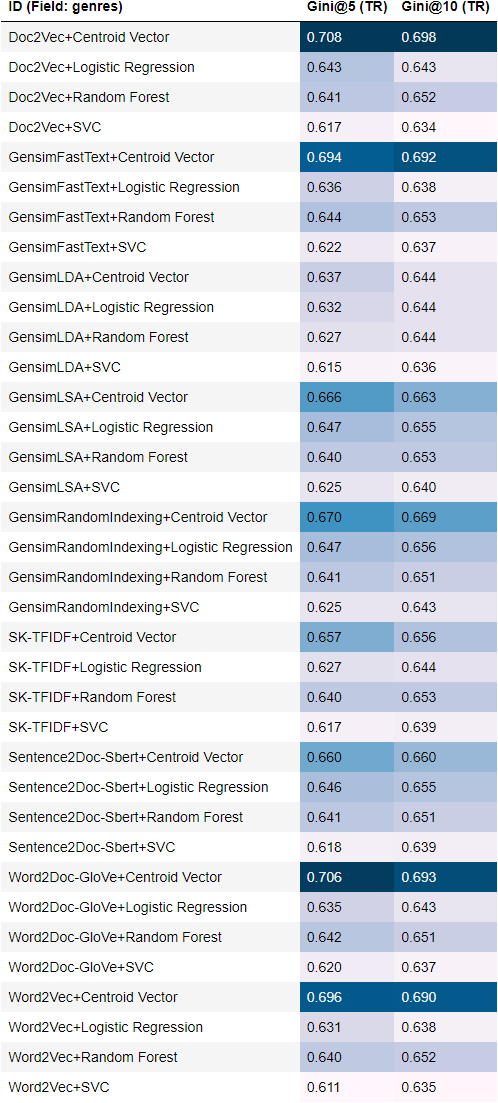 ID (Field: genres) Gini@5 (TR) Gini@10 (TR)
Doc2Vec+Centroid Vector 0.708 0.698
Doc2Vec+Logistic Regression 0.643 0.643
Doc2Vec+Random Forest 0.641 0.652
Doc2Vec+SVC 0.617 0.634
GensimFastText+Centroid Vector 0.694 0.692
GensimFastText+Logistic Regression 0.636 0.638
GensimFastText+Random Forest 0.644 0.653
GensimFastText+SVC 0.622 0.637
GensimLDA+Centroid Vector 0.637 0.644
GensimLDA+Logistic Regression 0.632 0.644
GensimLDA+Random Forest 0.627 0.644
GensimLDA+SVC 0.615 0.636
GensimLSA+Centroid Vector 0.666 0.663
GensimLSA+Logistic Regression 0.647 0.655
GensimLSA+Random Forest 0.640 0.653
GensimLSA+SVC 0.625 0.640
GensimRandomIndexing+Centroid Vector 0.670 0.669
GensimRandomIndexing+Logistic Regression 0.647 0.656
GensimRandomIndexing+Random Forest 0.641 0.651
GensimRandomIndexing+SVC 0.625 0.643
SK-TFIDF+Centroid Vector 0.657 0.656
SK-TFIDF+Logistic Regression 0.627 0.644
SK-TFIDF+Random Forest 0.640 0.653
SK-TFIDF+SVC 0.617 0.639
Sentence2Doc-Sbert+Centroid Vector 0.660 0.660
Sentence2Doc-Sbert+Logistic Regression 0.646 0.655
Sentence2Doc-Sbert+Random Forest 0.641 0.651
Sentence2Doc-Sbert+SVC 0.618 0.639
Word2Doc-GloVe+Centroid Vector 0.706 0.693
Word2Doc-GloVe+Logistic Regression 0.635 0.643
Word2Doc-GloVe+Random Forest 0.642 0.651
Word2Doc-GloVe+SVC 0.620 0.637
Word2Vec+Centroid Vector 0.696 0.690
Word2Vec+Logistic Regression 0.631 0.638
Word2Vec+Random Forest 0.640 0.652
Word2Vec+SVC 0.611 0.635